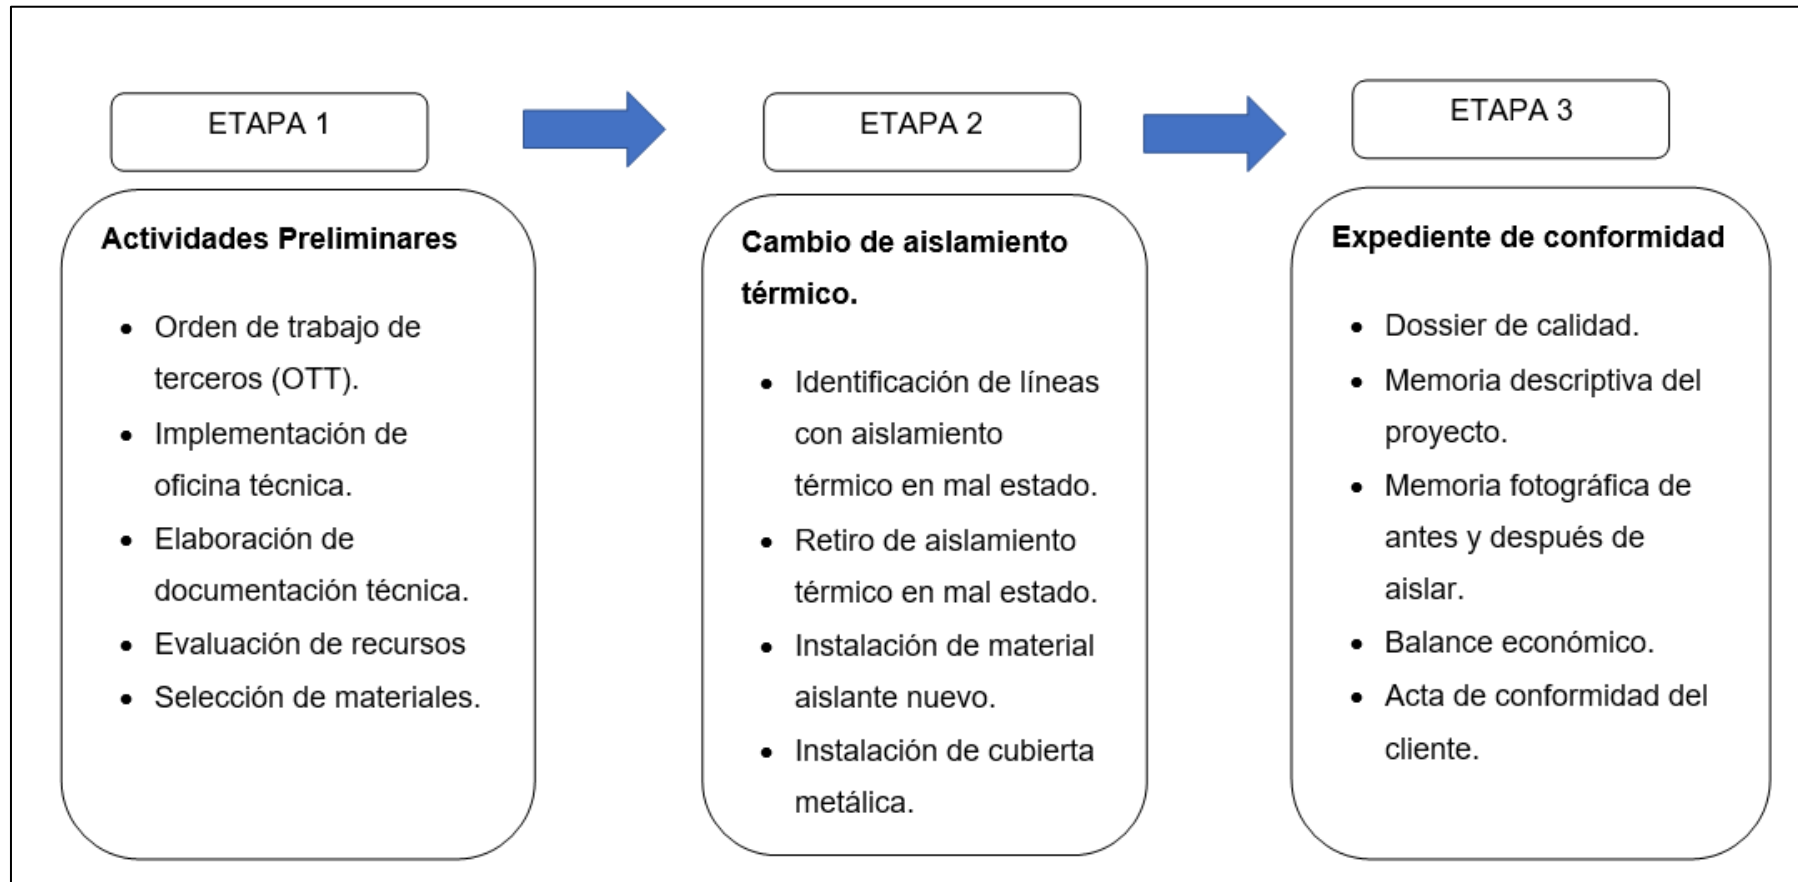 ETAPA 1
Actividades Preliminares
• Orden de trabajo de
terceros (OTT).
• Implementación de
oficina técnica.
• Elaboración de
documentación técnica.
• Evaluación de recursos
• Selección de materiales.
ETAPA 2
Cambio de aislamiento
térmico.
• Identificación de líneas
con aislamiento
térmico en mal estado.
• Retiro de aislamiento
térmico en mal estado.
• Instalación de material
aislante nuevo.
• Instalación de cubierta
metálica.
ETAPA 3
Expediente de conformidad
• Dossier de calidad.
• Memoria descriptiva del
proyecto.
• Memoria fotográfica de
antes y después de
aislar.
• Balance económico.
• Acta de conformidad del
cliente.